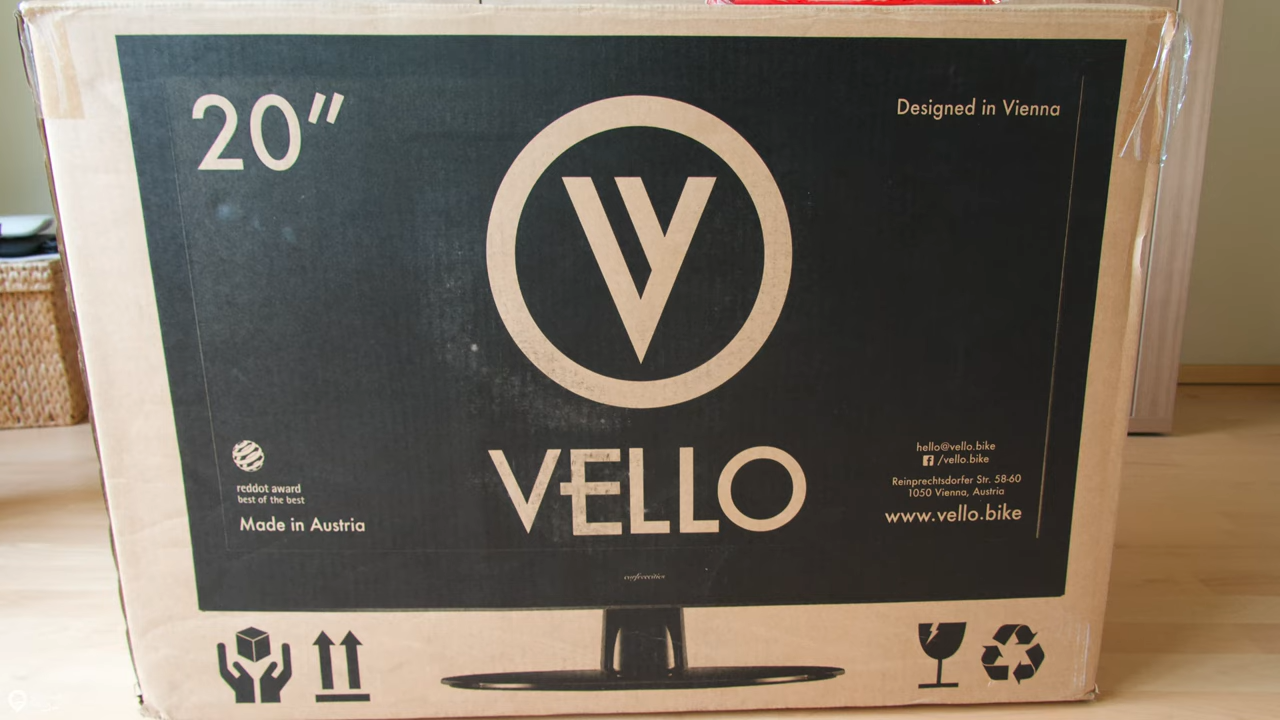 20"
Designed in Vienna
VELLO
reddot award
best of the best
Made in Austria
hello@vello.bike
/vello.bike
Reinprechtsdorfer Str. 58-60
1050 Vienna, Austria
www.vello.bike